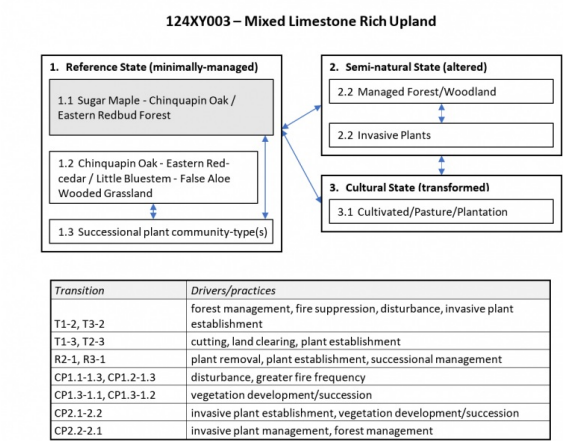 124XY003 – Mixed Limestone Rich Upland
1. Reference State (minimally-managed)
1.1 Sugar Maple - Chinquapin Oak /
Eastern Redbud Forest
1.2 Chinquapin Oak - Eastern Red-
cedar / Little Bluestem - False Aloe
Wooded Grassland
1.3 Successional plant community-type(s)
2. Semi-natural State (altered)
2.2 Managed Forest/Woodland
2.2 Invasive Plants
3. Cultural State (transformed)
3.1 Cultivated/Pasture/Plantation
Transition Drivers/practices
forest management, fire suppression, disturbance, invasive plant
T1-2, T3-2 establishment
T1-3, T2-3 cutting, land clearing, plant establishment
R2-1, R3-1 plant removal, plant establishment, successional management
CP1.1-1.3, CP1.2-1.3 disturbance, greater fire frequency
CP1.3-1.1, CP1.3-1.2 vegetation development/succession
CP2.1-2.2 invasive plant establishment, vegetation development/succession
CP2.2-2.1 invasive plant management, forest management